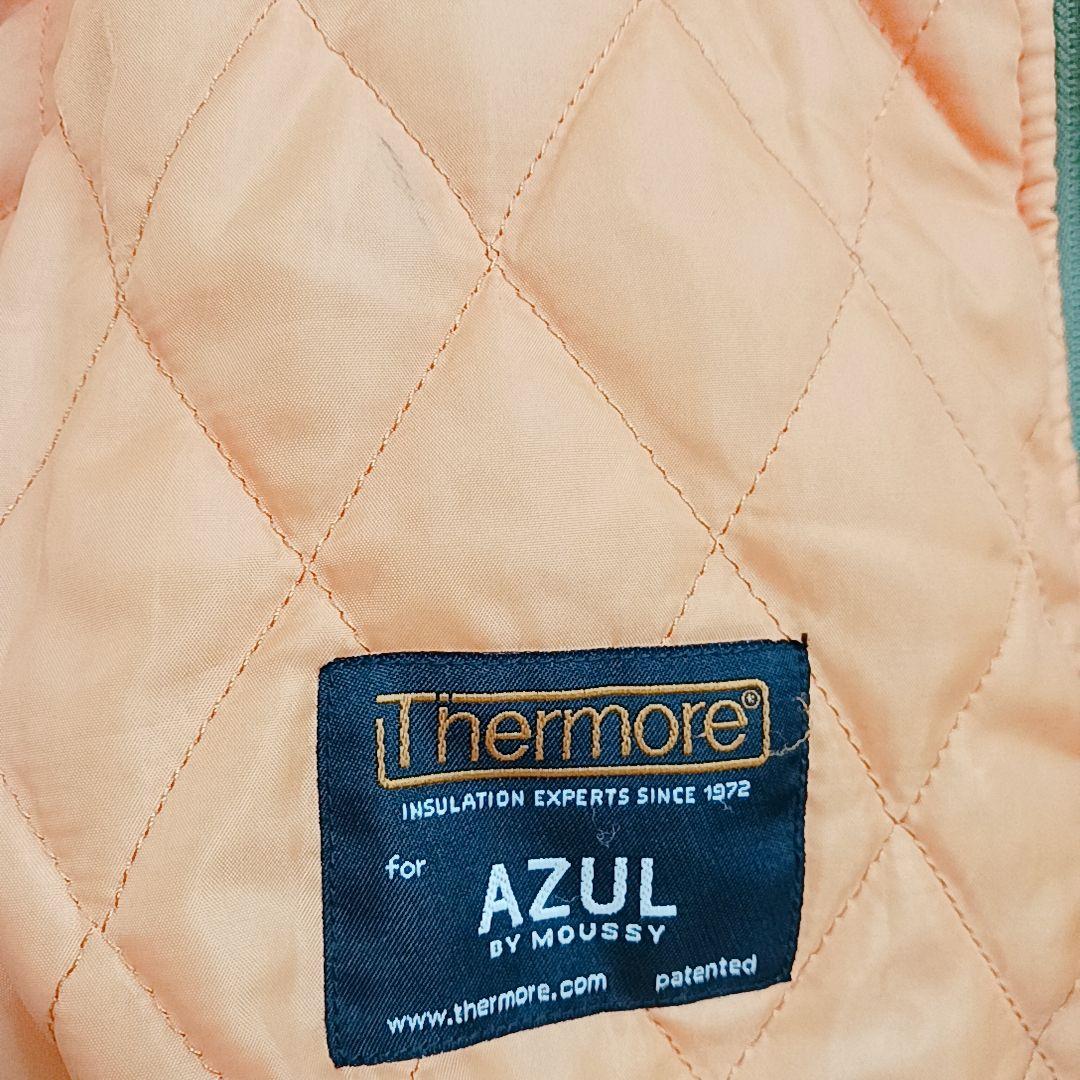 Thermore®
INSULATION EXPERTS SINCE 1972
for AZUL
BY MOUSSY
www.thermore.com patented